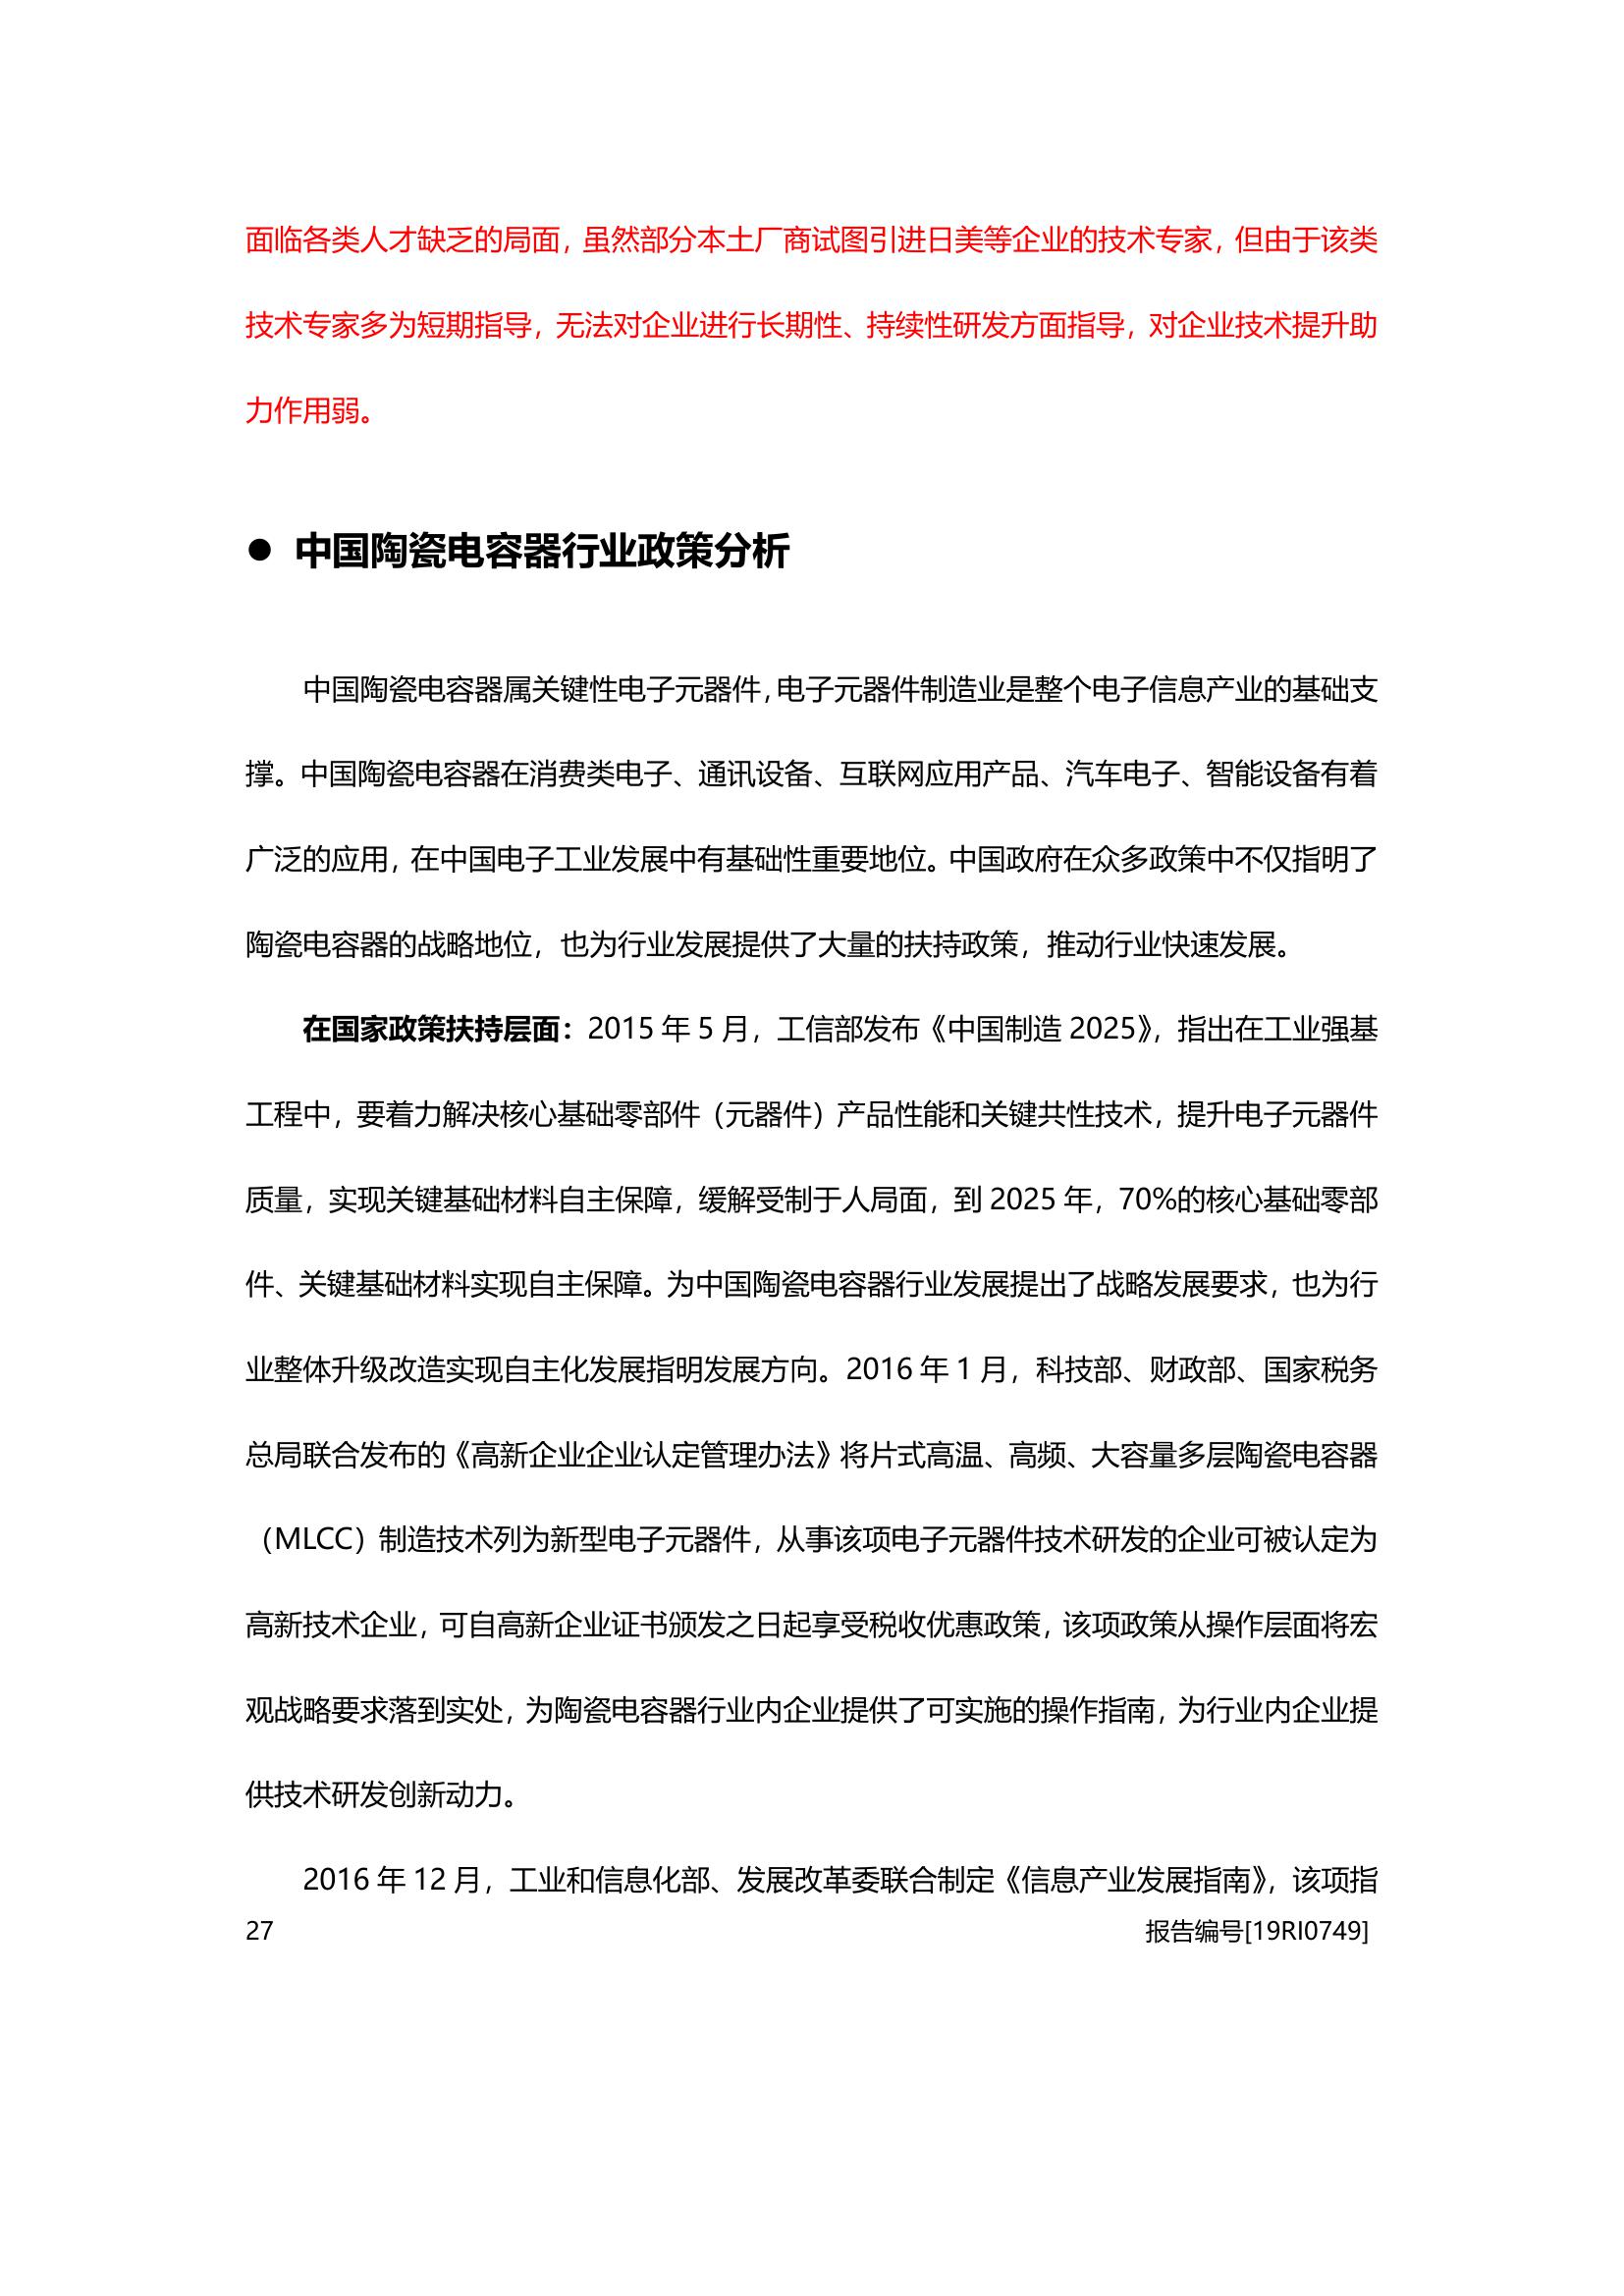 面临各类人才缺乏的局面，虽然部分本土厂商试图引进日美等企业的技术专家，但由于该类
技术专家多为短期指导，无法对企业进行长期性、持续性研发方面指导，对企业技术提升助
力作用弱。
● 中国陶瓷电容器行业政策分析
中国陶瓷电容器属关键性电子元器件，电子元器件制造业是整个电子信息产业的基础支
撑。中国陶瓷电容器在消费类电子、通讯设备、互联网应用产品、汽车电子、智能设备有着
广泛的应用，在中国电子工业发展中有基础性重要地位。中国政府在众多政策中不仅指明了
陶瓷电容器的战略地位，也为行业发展提供了大量的扶持政策，推动行业快速发展。
在国家政策扶持层面：2015 年 5 月，工信部发布《中国制造 2025》，指出在工业强基
工程中，要着力解决核心基础零部件（元器件）产品性能和关键共性技术，提升电子元器件
质量，实现关键基础材料自主保障，缓解受制于人局面，到 2025 年，70%的核心基础零部
件、关键基础材料实现自主保障。为中国陶瓷电容器行业发展提出了战略发展要求，也为行
业整体升级改造实现自主化发展指明发展方向。2016 年 1 月，科技部、财政部、国家税务
总局联合发布的《高新企业企业认定管理办法》将片式高温、高频、大容量多层陶瓷电容器
（MLCC）制造技术列为新型电子元器件，从事该项电子元器件技术研发的企业可被认定为
高新技术企业，可自高新企业证书颁发之日起享受税收优惠政策，该项政策从操作层面将宏
观战略要求落到实处，为陶瓷电容器行业内企业提供了可实施的操作指南，为行业内企业提
供技术研发创新动力。
2016 年 12 月，工业和信息化部、发展改革委联合制定《信息产业发展指南》，该项指
27 报告编号[19RI0749]